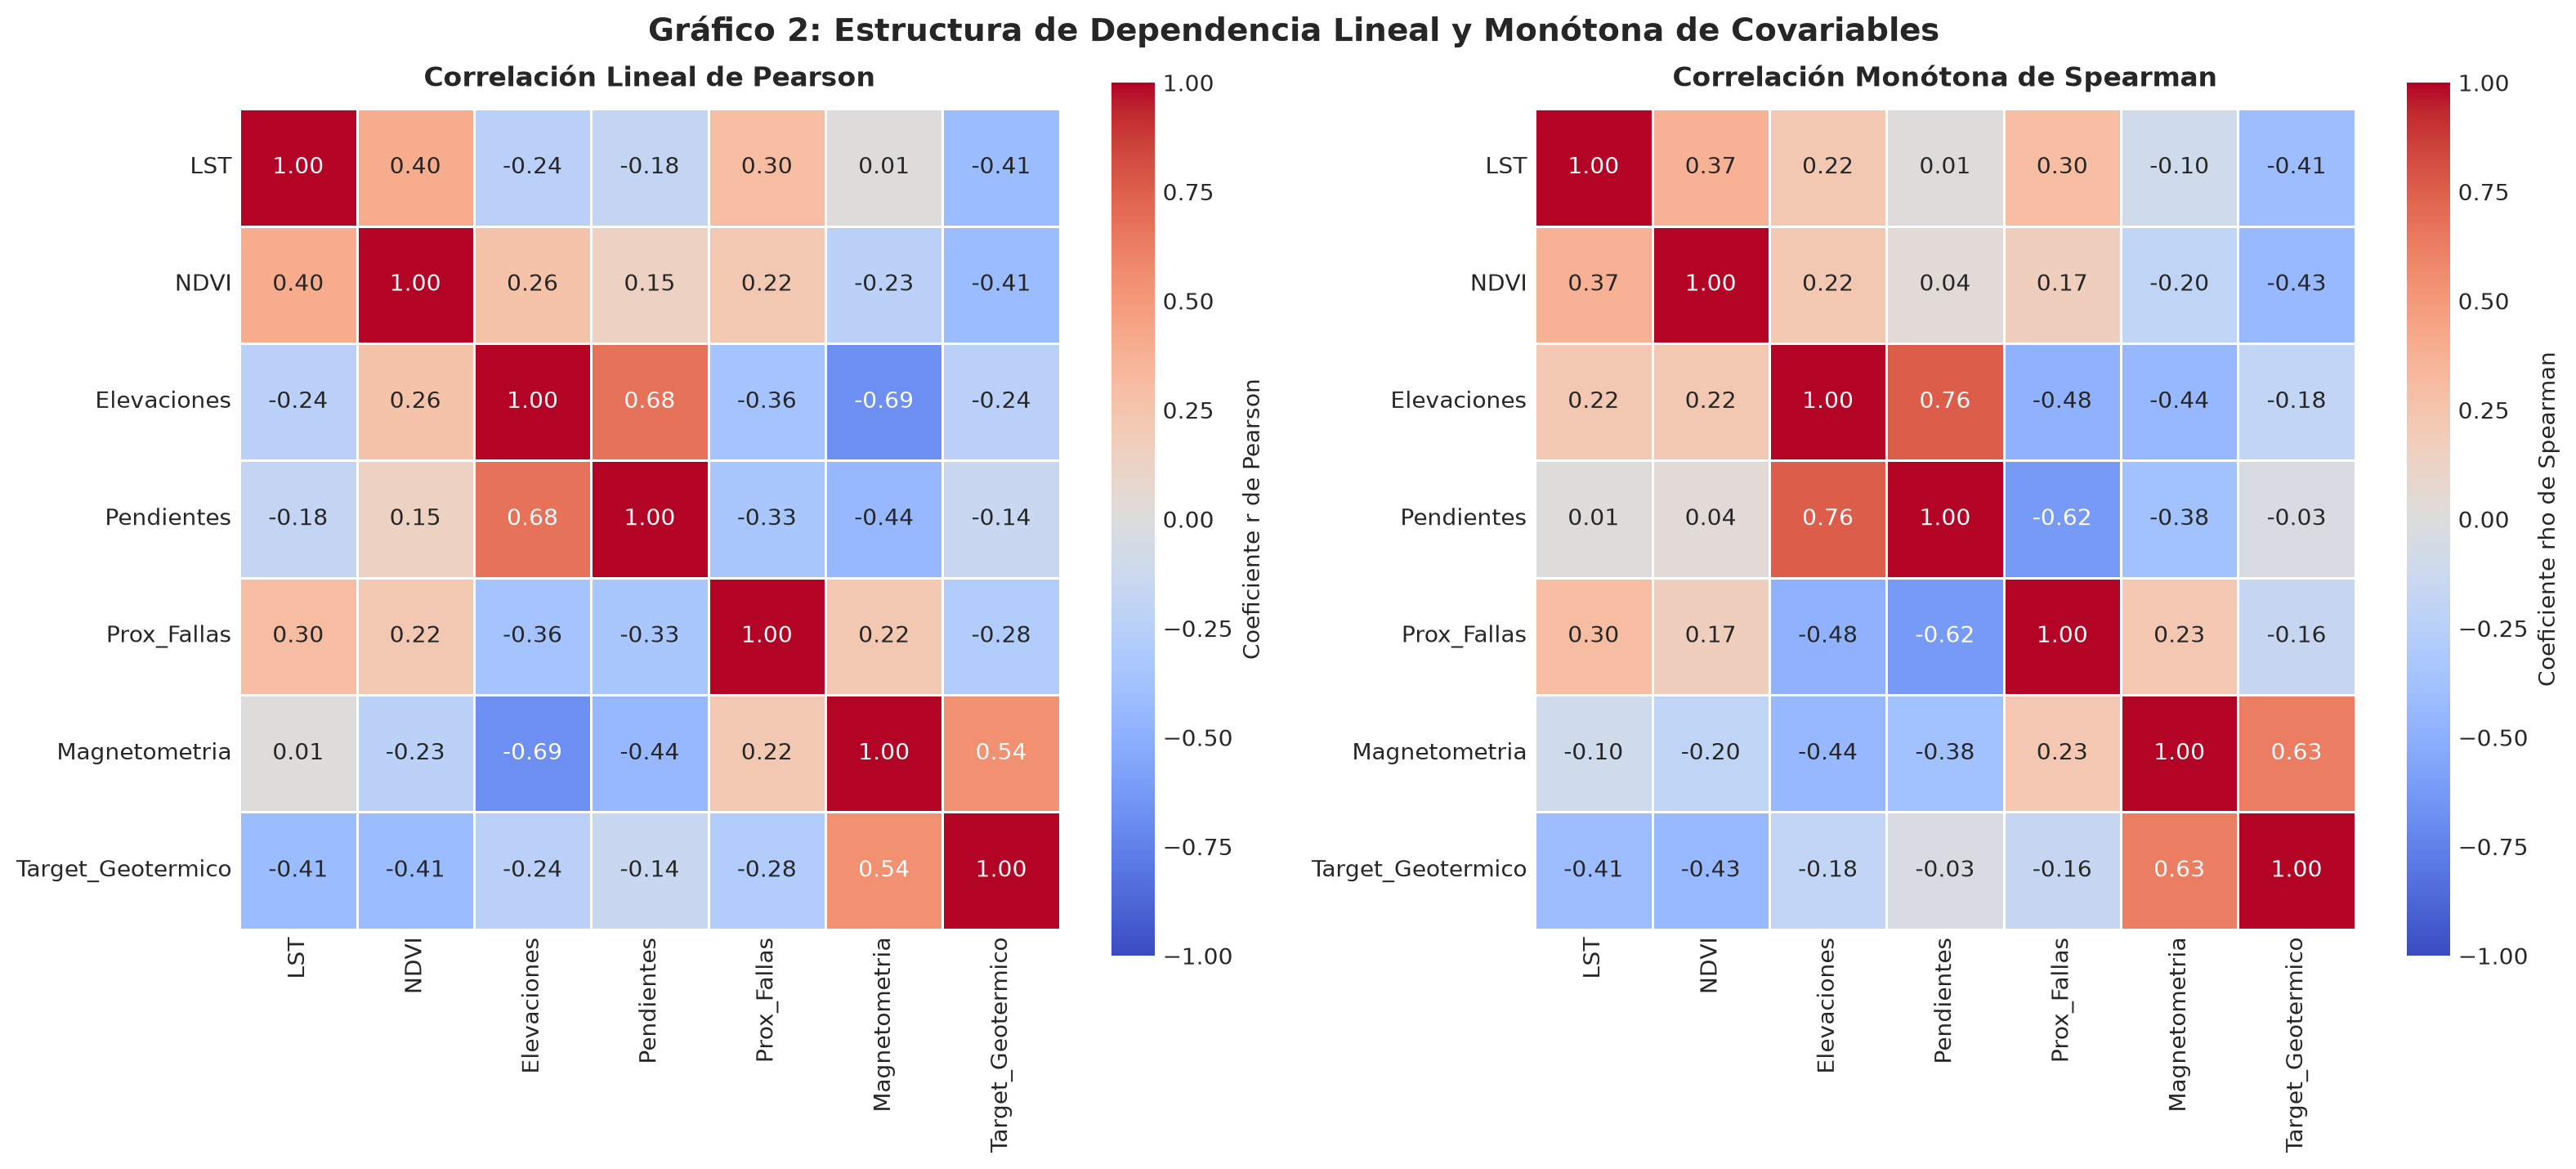 Gráfico 2: Estructura de Dependencia Lineal y Monótona de Covariables
Correlación Lineal de Pearson
LST 1.00 0.40 -0.24 -0.18 0.30 0.01 -0.41
NDVI 0.40 1.00 0.26 0.15 0.22 -0.23 -0.41
Elevaciones -0.24 0.26 1.00 0.68 -0.36 -0.69 -0.24
Pendientes -0.18 0.15 0.68 1.00 -0.33 -0.44 -0.14
Prox_Fallas 0.30 0.22 -0.36 -0.33 1.00 0.22 -0.28
Magnetometria 0.01 -0.23 -0.69 -0.44 0.22 1.00 0.54
Target_Geotermico -0.41 -0.41 -0.24 -0.14 -0.28 0.54 1.00
LST NDVI Elevaciones Pendientes Prox_Fallas Magnetometria Target_Geotermico
1.00
0.75
0.50
0.25
0.00
−0.25
−0.50
−0.75
−1.00
Coeficiente r de Pearson
Correlación Monótona de Spearman
LST 1.00 0.37 0.22 0.01 0.30 -0.10 -0.41
NDVI 0.37 1.00 0.22 0.04 0.17 -0.20 -0.43
Elevaciones 0.22 0.22 1.00 0.76 -0.48 -0.44 -0.18
Pendientes 0.01 0.04 0.76 1.00 -0.62 -0.38 -0.03
Prox_Fallas 0.30 0.17 -0.48 -0.62 1.00 0.23 -0.16
Magnetometria -0.10 -0.20 -0.44 -0.38 0.23 1.00 0.63
Target_Geotermico -0.41 -0.43 -0.18 -0.03 -0.16 0.63 1.00
LST NDVI Elevaciones Pendientes Prox_Fallas Magnetometria Target_Geotermico
1.00
0.75
0.50
0.25
0.00
−0.25
−0.50
−0.75
−1.00
Coeficiente rho de Spearman